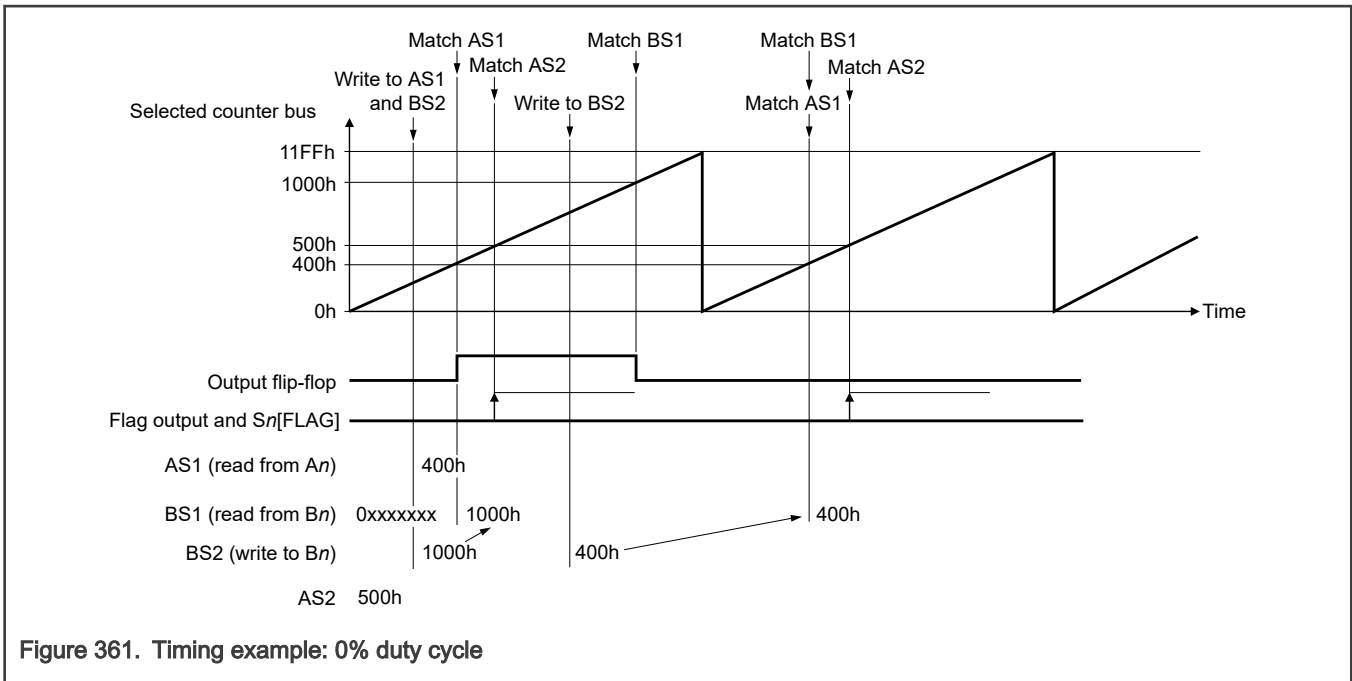 Match AS1
Match BS1
Match BS1
Match AS2
Match AS2
Write to AS1
and BS2
Write to BS2
Match AS1
Selected counter bus
11FFh
1000h
500h
400h
0h
Time
Output flip-flop
Flag output and Sn[FLAG]
AS1 (read from An)
400h
BS1 (read from Bn)
0xxxxxxx
1000h
400h
BS2 (write to Bn)
1000h
400h
AS2
500h
Figure 361. Timing example: 0% duty cycle